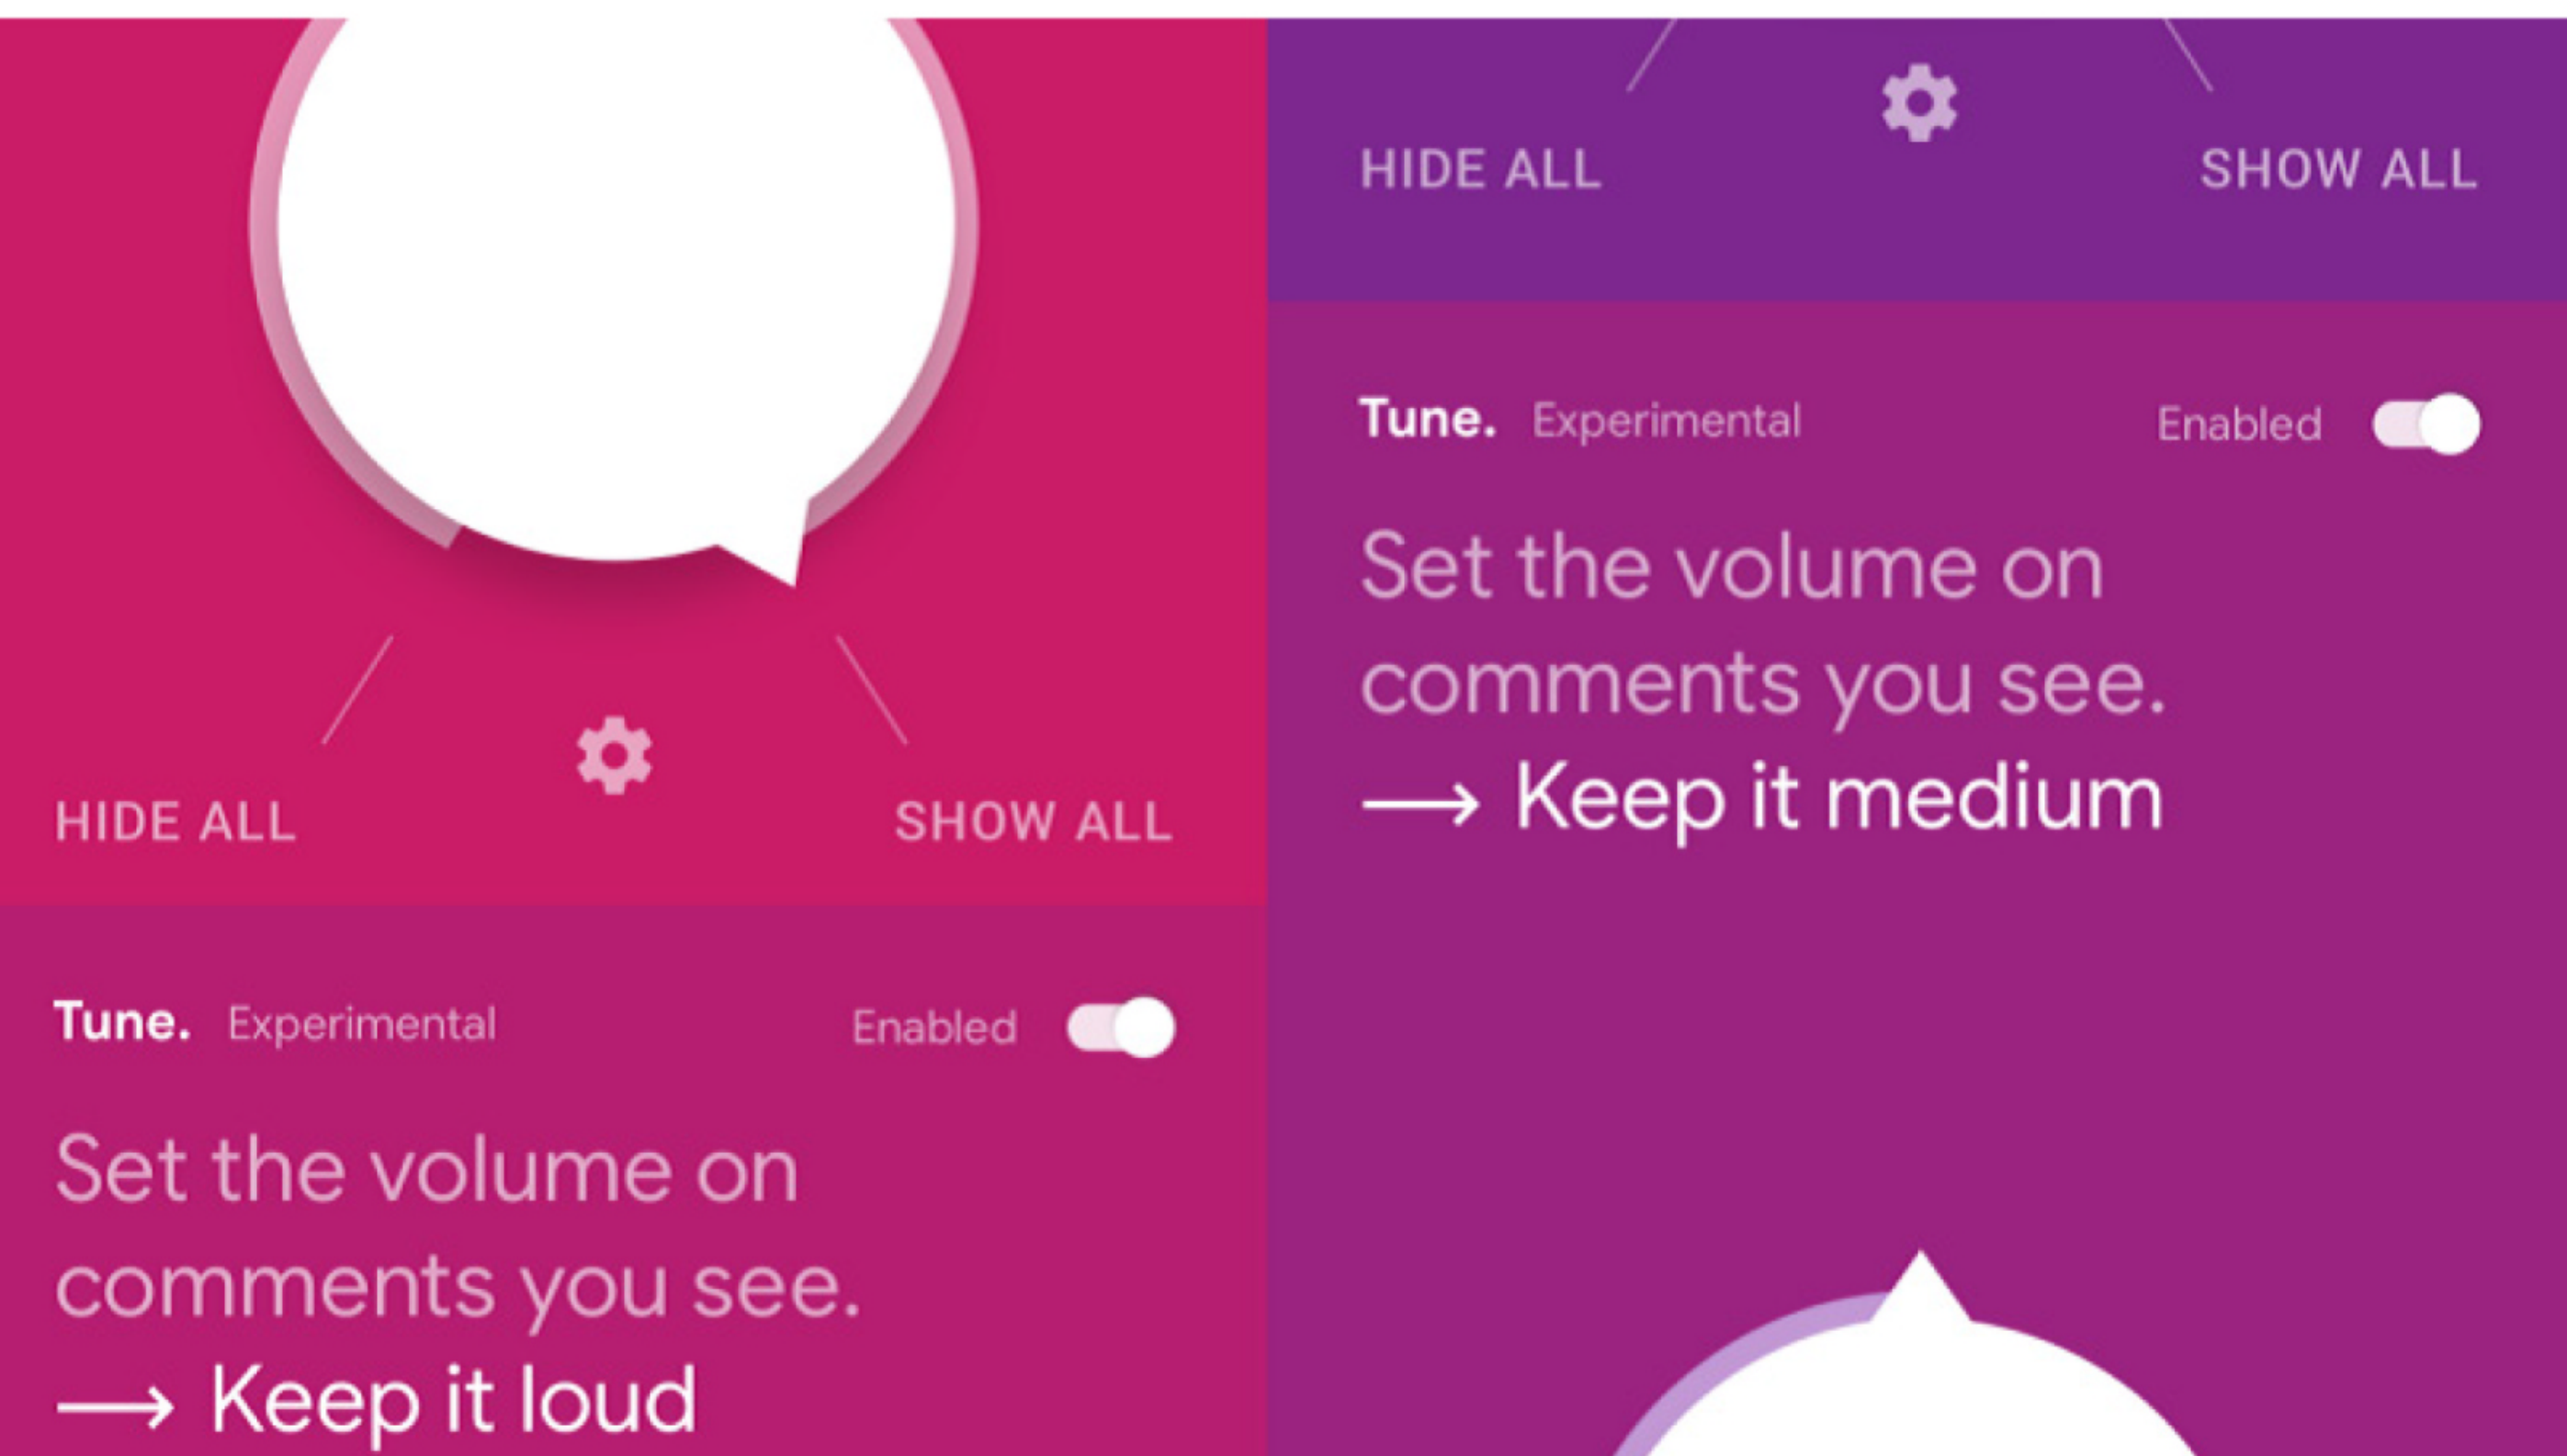 HIDE ALL
SHOW ALL
Tune. Experimental
Enabled
Set the volume on
comments you see.
→ Keep it loud
HIDE ALL
SHOW ALL
Tune. Experimental
Enabled
Set the volume on
comments you see.
→ Keep it medium